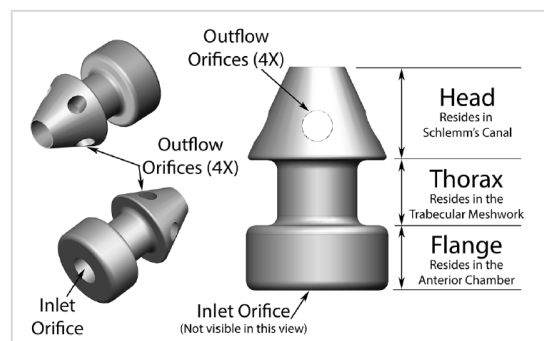 Outflow
Orifices (4X)
Outflow
Orifices (4X)
Inlet
Orifice
Inlet Orifice
(Not visible in this view)
Head
Resides in
Schlemm's Canal
Thorax
Resides in the
Trabecular Meshwork
Flange
Resides in the
Anterior Chamber